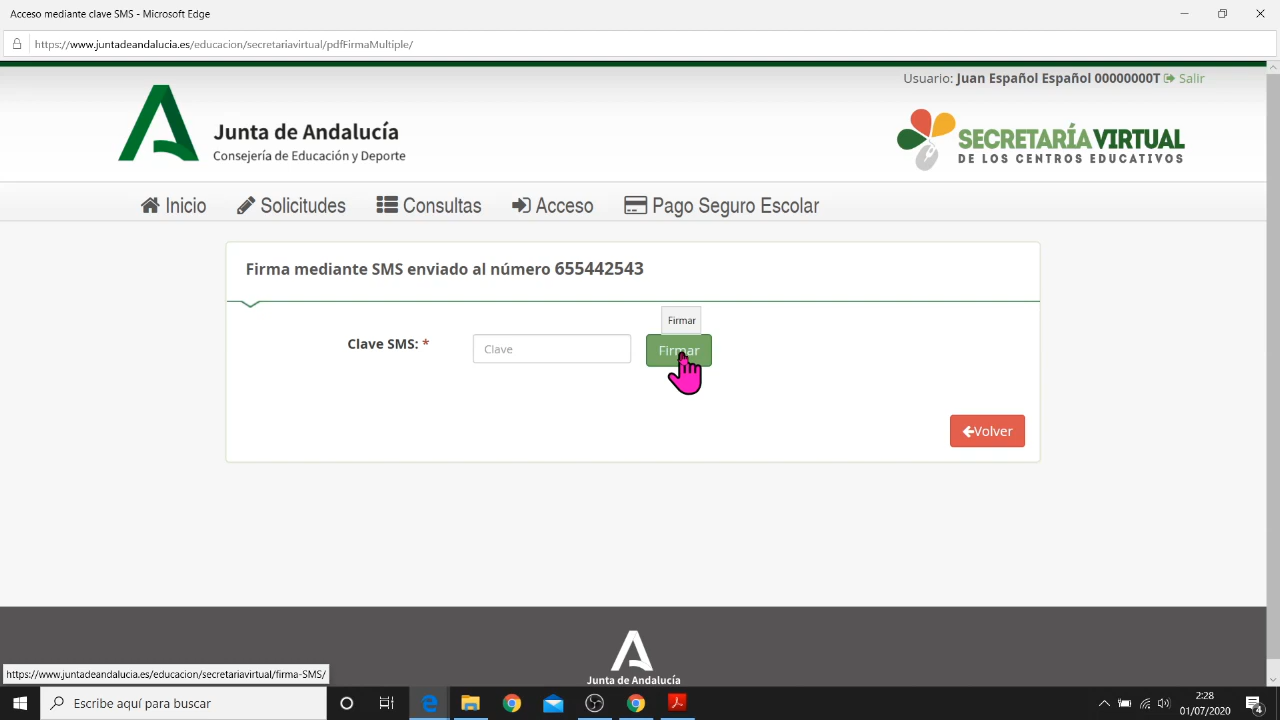 Acceso mediante clave SMS - Microsoft Edge
https://www.juntadeandalucia.es/educacion/secretariavirtual/pdfFirmaMultiple/
Usuario: Juan Español Español 00000000T Salir
Junta de Andalucía
Consejería de Educación y Deporte
SECRETARÍA VIRTUAL
DE LOS CENTROS EDUCATIVOS
Inicio Solicitudes Consultas Acceso Pago Seguro Escolar
Firma mediante SMS enviado al número 655442543
Firmar
Clave SMS: * Clave Firmar
Volver
Junta de Andalucía
https://www.juntadeandalucia.es/educacion/secretariavirtual/firma-SMS/
Escribe aquí para buscar
2:28
01/07/2020
4